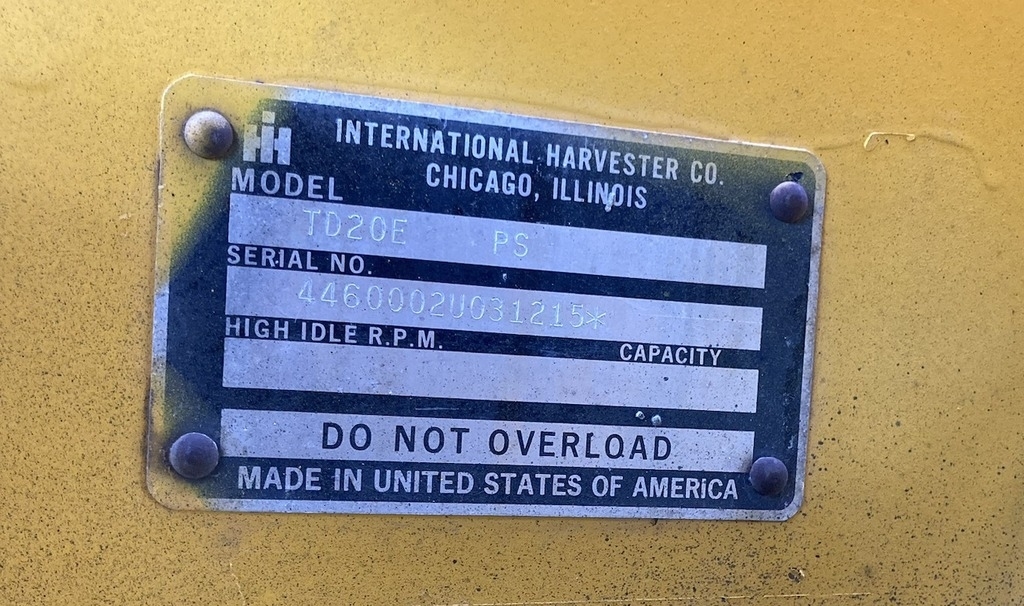 IH INTERNATIONAL HARVESTER CO.
CHICAGO, ILLINOIS
MODEL
TD20E PS
SERIAL NO.
4460002U031215*
HIGH IDLE R.P.M. CAPACITY
DO NOT OVERLOAD
MADE IN UNITED STATES OF AMERICA